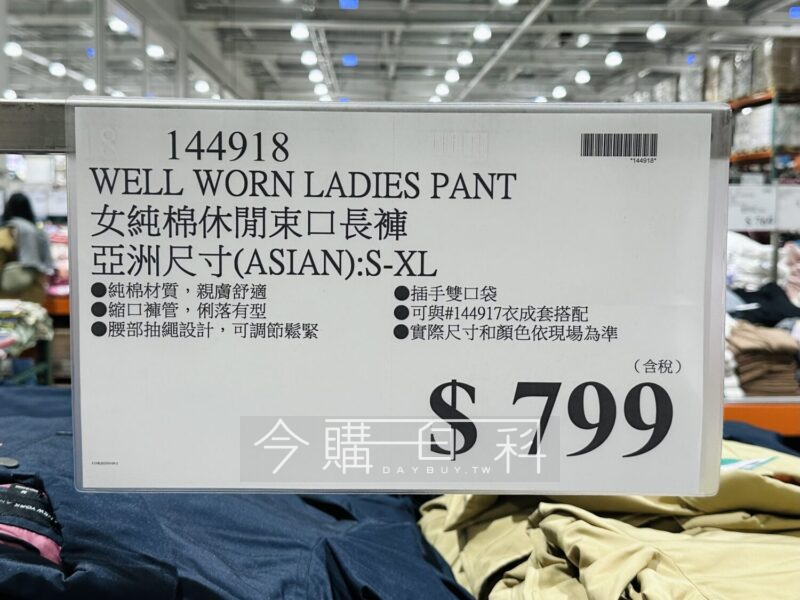 144918
*144918*
WELL WORN LADIES PANT
女純棉休閒束口長褲
亞洲尺寸(ASIAN):S-XL
●純棉材質，親膚舒適
●縮口褲管，俐落有型
●腰部抽繩設計，可調節鬆緊
●插手雙口袋
●可與#144917衣成套搭配
●實際尺寸和顏色依現場為準
（含稅）
$ 799
今購百科
DAYBUY.TW